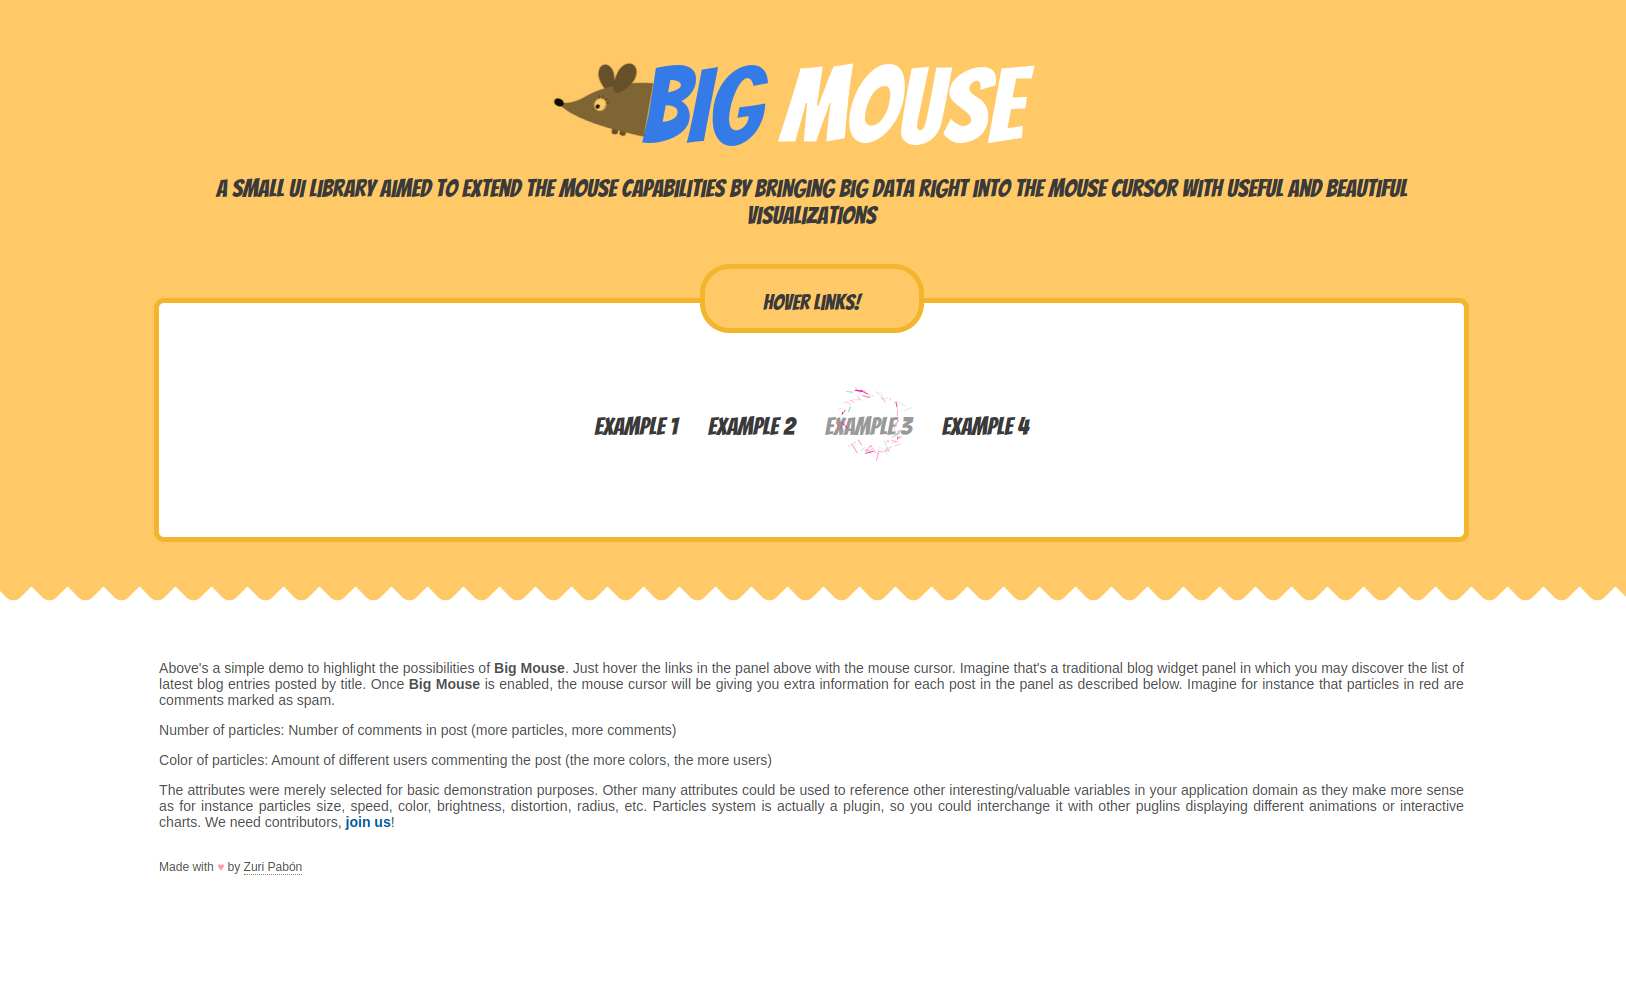 BIG MOUSE
A SMALL UI LIBRARY AIMED TO EXTEND THE MOUSE CAPABILITIES BY BRINGING BIG DATA RIGHT INTO THE MOUSE CURSOR WITH USEFUL AND BEAUTIFUL
VISUALIZATIONS
HOVER LINKS!
EXAMPLE 1 EXAMPLE 2 EXAMPLE 3 EXAMPLE 4
Above's a simple demo to highlight the possibilities of Big Mouse. Just hover the links in the panel above with the mouse cursor. Imagine that's a traditional blog widget panel in which you may discover the list of
latest blog entries posted by title. Once Big Mouse is enabled, the mouse cursor will be giving you extra information for each post in the panel as described below. Imagine for instance that particles in red are
comments marked as spam.
Number of particles: Number of comments in post (more particles, more comments)
Color of particles: Amount of different users commenting the post (the more colors, the more users)
The attributes were merely selected for basic demonstration purposes. Other many attributes could be used to reference other interesting/valuable variables in your application domain as they make more sense
as for instance particles size, speed, color, brightness, distortion, radius, etc. Particles system is actually a plugin, so you could interchange it with other puglins displaying different animations or interactive
charts. We need contributors, join us!
Made with ♥ by Zuri Pabón